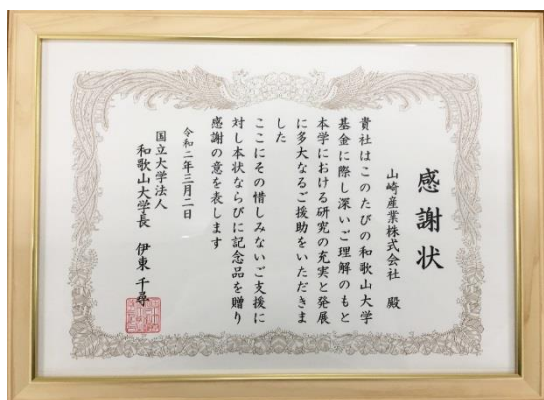 感謝状
山崎産業株式会社 殿
貴社はこのたびの和歌山大学
基金に際し深いご理解のもと
本学における研究の充実と発展
に多大なるご援助をいただきま
した
ここにその惜しみないご支援に
対し本状ならびに記念品を贈り
感謝の意を表します
令和二年三月二日
国立大学法人
和歌山大学長 伊東 千尋